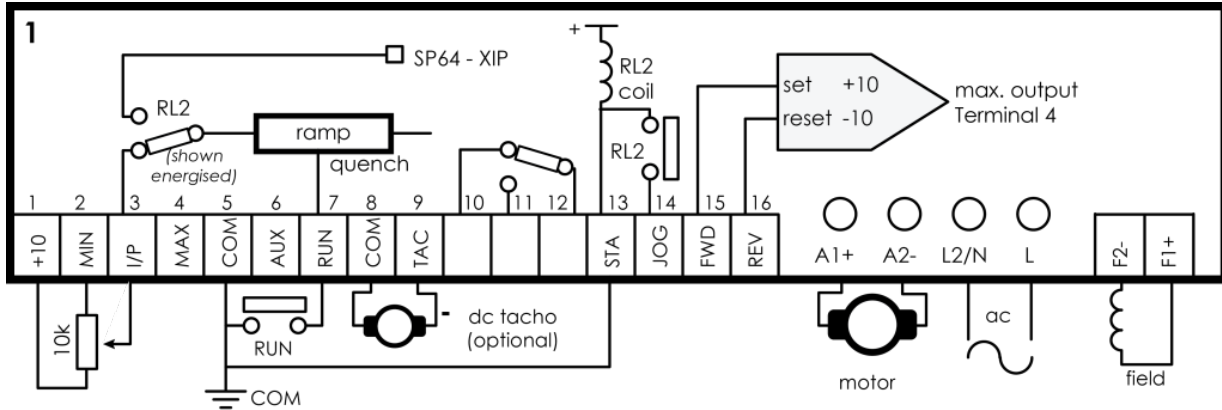 1
SP64 - XIP
RL2
(shown
energised)
ramp
quench
+
RL2
coil
RL2
set +10
reset -10
max. output
Terminal 4
1 2 3 4 5 6 7 8 9 10 11 12 13 14 15 16
+10 MIN I/P MAX COM AUX RUN COM TAC STA JOG FWD REV
A1+ A2- L2/N L F2- F1+
10k
RUN
- dc tacho
(optional)
COM
motor
ac
field